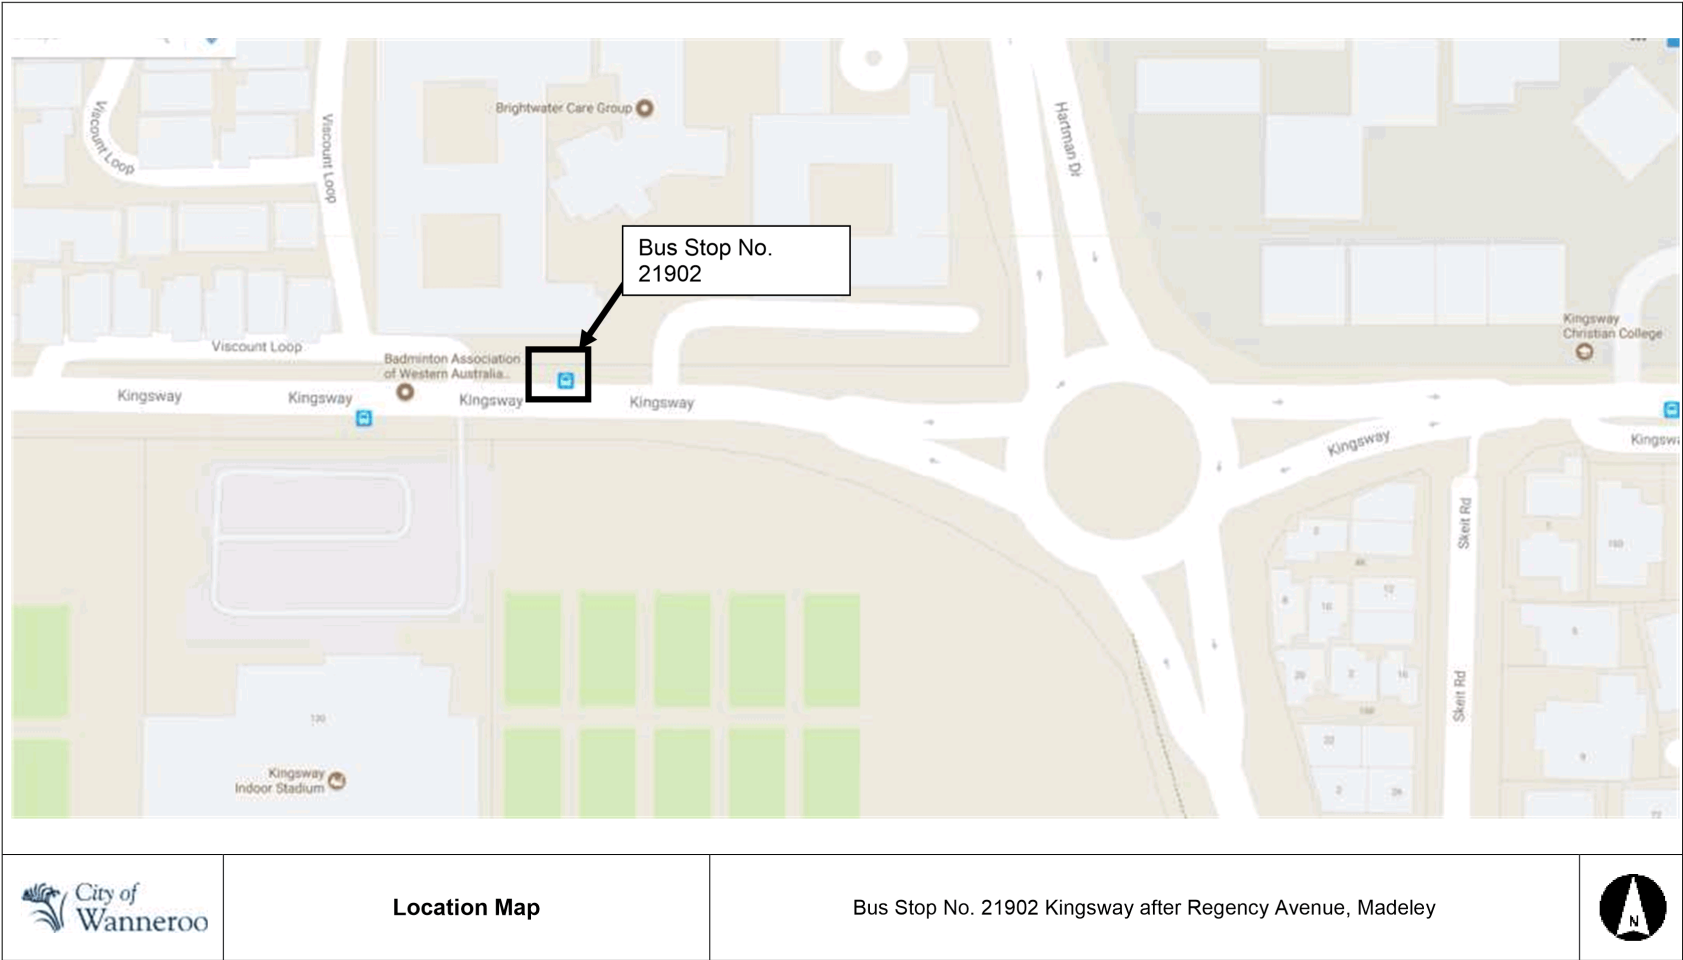 Brightwater Care Group
Hartman Dr
Viscount Loop
Viscount Loop
Bus Stop No.
21902
Kingsway
Christian College
Viscount Loop
Badminton Association
of Western Australia..
Kingsway
Kingsway
Kingsway
Kingsway
Kingsway
Kingswa
Skeit Rd
Skeit Rd
130
Kingsway
Indoor Stadium
City of
Wanneroo
Location Map
Bus Stop No. 21902 Kingsway after Regency Avenue, Madeley
N